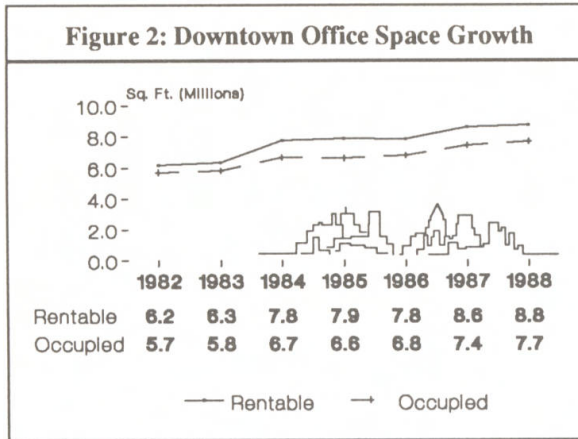 Figure 2: Downtown Office Space Growth
Sq. Ft. (Millions)
10.0
8.0
6.0
4.0
2.0
0.0
1982 1983 1984 1985 1986 1987 1988
Rentable 6.2 6.3 7.8 7.9 7.8 8.6 8.8
Occupied 5.7 5.8 6.7 6.6 6.8 7.4 7.7
Rentable Occupied